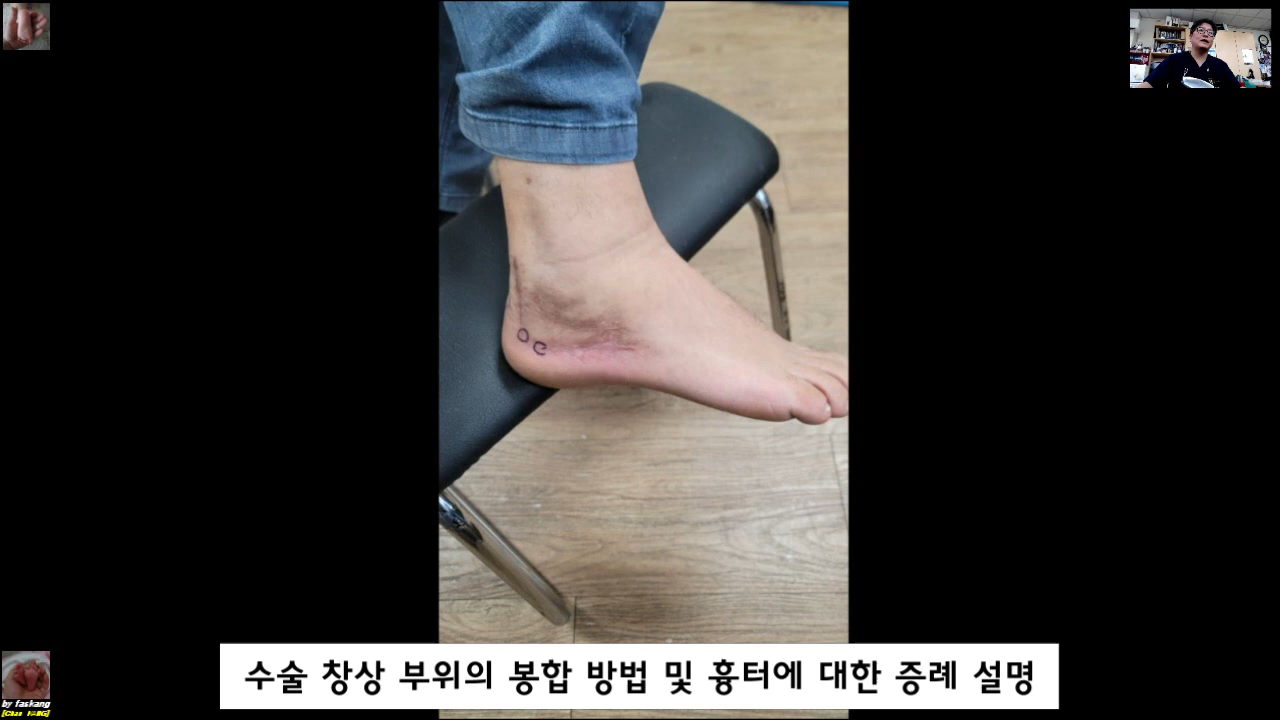 수술 창상 부위의 봉합 방법 및 흉터에 대한 증례 설명
by faskang